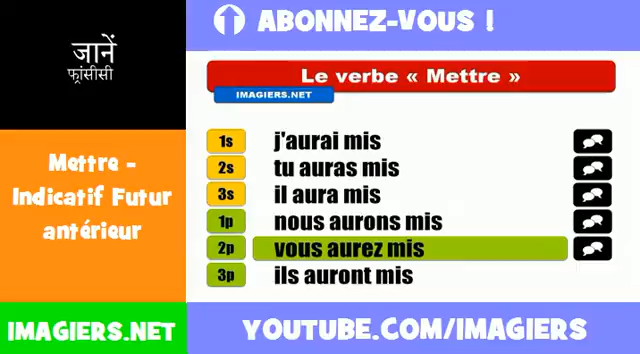 जानें
फ्रांसीसी
ABONNEZ-VOUS !
Le verbe « Mettre »
IMAGIERS.NET
Mettre -
Indicatif Futur
antérieur
1s j'aurai mis
2s tu auras mis
3s il aura mis
1p nous aurons mis
2p vous aurez mis
3p ils auront mis
IMAGIERS.NET
YOUTUBE.COM/IMAGIERS